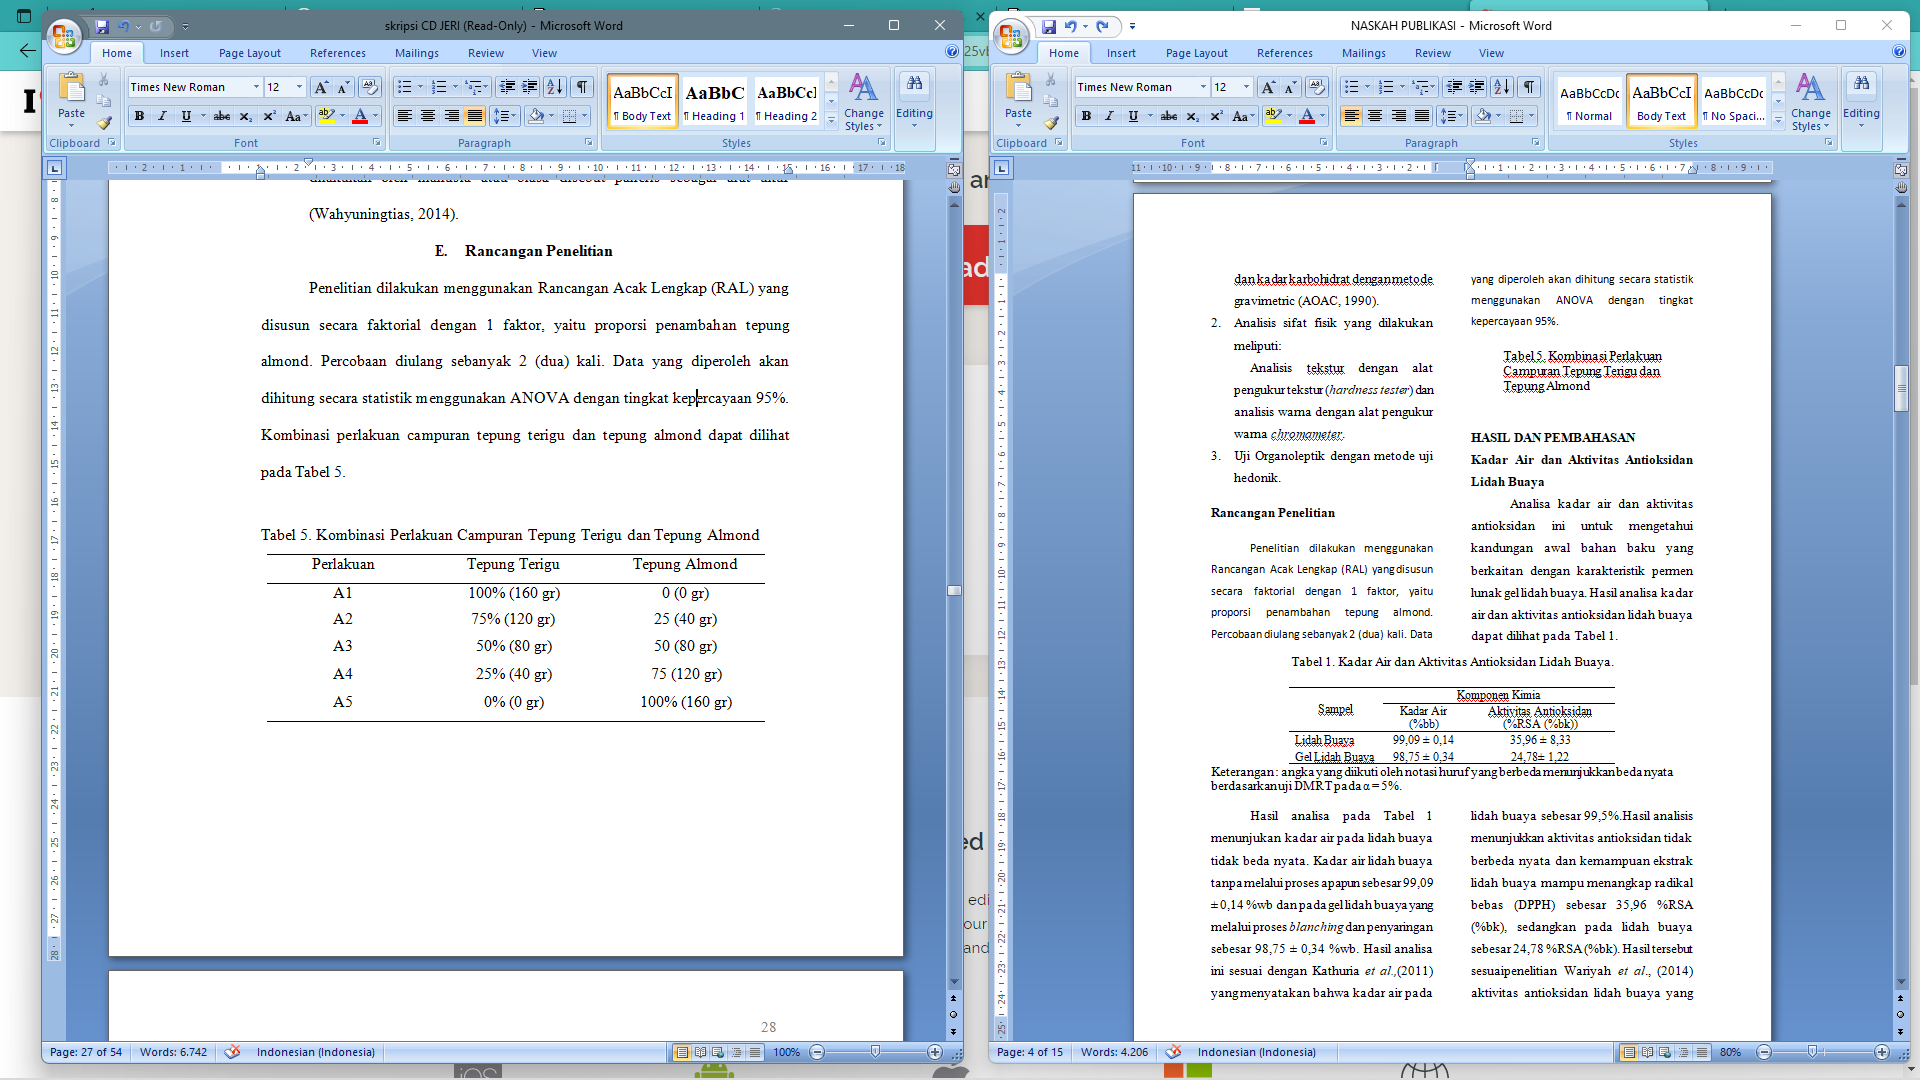 skripsi CD JERI (Read-Only) - Microsoft Word
Home Insert Page Layout References Mailings Review View
Times New Roman 12
Paste
AaBbCcI AaBbC AaBbCcI
¶ Body Text ¶ Heading 1 ¶ Heading 2
Change Styles
Editing
Clipboard Font Paragraph Styles
(Wahyuningtias, 2014).
E. Rancangan Penelitian
Penelitian dilakukan menggunakan Rancangan Acak Lengkap (RAL) yang
disusun secara faktorial dengan 1 faktor, yaitu proporsi penambahan tepung
almond. Percobaan diulang sebanyak 2 (dua) kali. Data yang diperoleh akan
dihitung secara statistik menggunakan ANOVA dengan tingkat kepercayaan 95%.
Kombinasi perlakuan campuran tepung terigu dan tepung almond dapat dilihat
pada Tabel 5.
Tabel 5. Kombinasi Perlakuan Campuran Tepung Terigu dan Tepung Almond
Perlakuan Tepung Terigu Tepung Almond
A1 100% (160 gr) 0 (0 gr)
A2 75% (120 gr) 25 (40 gr)
A3 50% (80 gr) 50 (80 gr)
A4 25% (40 gr) 75 (120 gr)
A5 0% (0 gr) 100% (160 gr)
28
Page: 27 of 54 Words: 6.742 Indonesian (Indonesia) 100%
NASKAH PUBLIKASI - Microsoft Word
Home Insert Page Layout References Mailings Review View
Times New Roman 12
Paste
AaBbCcDc AaBbCcI AaBbCcDc
¶ Normal Body Text ¶ No Spaci...
Change Styles
Editing
Clipboard Font Paragraph Styles
dan kadar karbohidrat dengan metode
gravimetric (AOAC, 1990).
2. Analisis sifat fisik yang dilakukan
meliputi:
Analisis tekstur dengan alat
pengukur tekstur (hardness tester) dan
analisis warna dengan alat pengukur
warna chromameter.
3. Uji Organoleptik dengan metode uji
hedonik.
Rancangan Penelitian
Penelitian dilakukan menggunakan
Rancangan Acak Lengkap (RAL) yang disusun
secara faktorial dengan 1 faktor, yaitu
proporsi penambahan tepung almond.
Percobaan diulang sebanyak 2 (dua) kali. Data
yang diperoleh akan dihitung secara statistik
menggunakan ANOVA dengan tingkat
kepercayaan 95%.
Tabel 5. Kombinasi Perlakuan
Campuran Tepung Terigu dan
Tepung Almond
HASIL DAN PEMBAHASAN
Kadar Air dan Aktivitas Antioksidan
Lidah Buaya
Analisa kadar air dan aktivitas
antioksidan ini untuk mengetahui
kandungan awal bahan baku yang
berkaitan dengan karakteristik permen
lunak gel lidah buaya. Hasil analisa kadar
air dan aktivitas antioksidan lidah buaya
dapat dilihat pada Tabel 1.
Tabel 1. Kadar Air dan Aktivitas Antioksidan Lidah Buaya.
Komponen Kimia
Sampel Kadar Air (%bb) Aktivitas Antioksidan (%RSA (%bk))
Lidah Buaya 99,09 ± 0,14 35,96 ± 8,33
Gel Lidah Buaya 98,75 ± 0,34 24,78± 1,22
Keterangan : angka yang diikuti oleh notasi huruf yang berbeda menunjukkan beda nyata
berdasarkan uji DMRT pada α = 5%.
Hasil analisa pada Tabel 1
menunjukan kadar air pada lidah buaya
tidak beda nyata. Kadar air lidah buaya
tanpa melalui proses apapun sebesar 99,09
± 0,14 %wb dan pada gel lidah buaya yang
melalui proses blanching dan penyaringan
sebesar 98,75 ± 0,34 %wb. Hasil analisa
ini sesuai dengan Kathuria et al.,(2011)
yang menyatakan bahwa kadar air pada
lidah buaya sebesar 99,5%.Hasil analisis
menunjukkan aktivitas antioksidan tidak
berbeda nyata dan kemampuan ekstrak
lidah buaya mampu menangkap radikal
bebas (DPPH) sebesar 35,96 %RSA
(%bk), sedangkan pada lidah buaya
sebesar 24,78 %RSA (%bk). Hasil tersebut
sesuai penelitian Wariyah et al., (2014)
aktivitas antioksidan lidah buaya yang
Page: 4 of 15 Words: 4.206 Indonesian (Indonesia) 80%